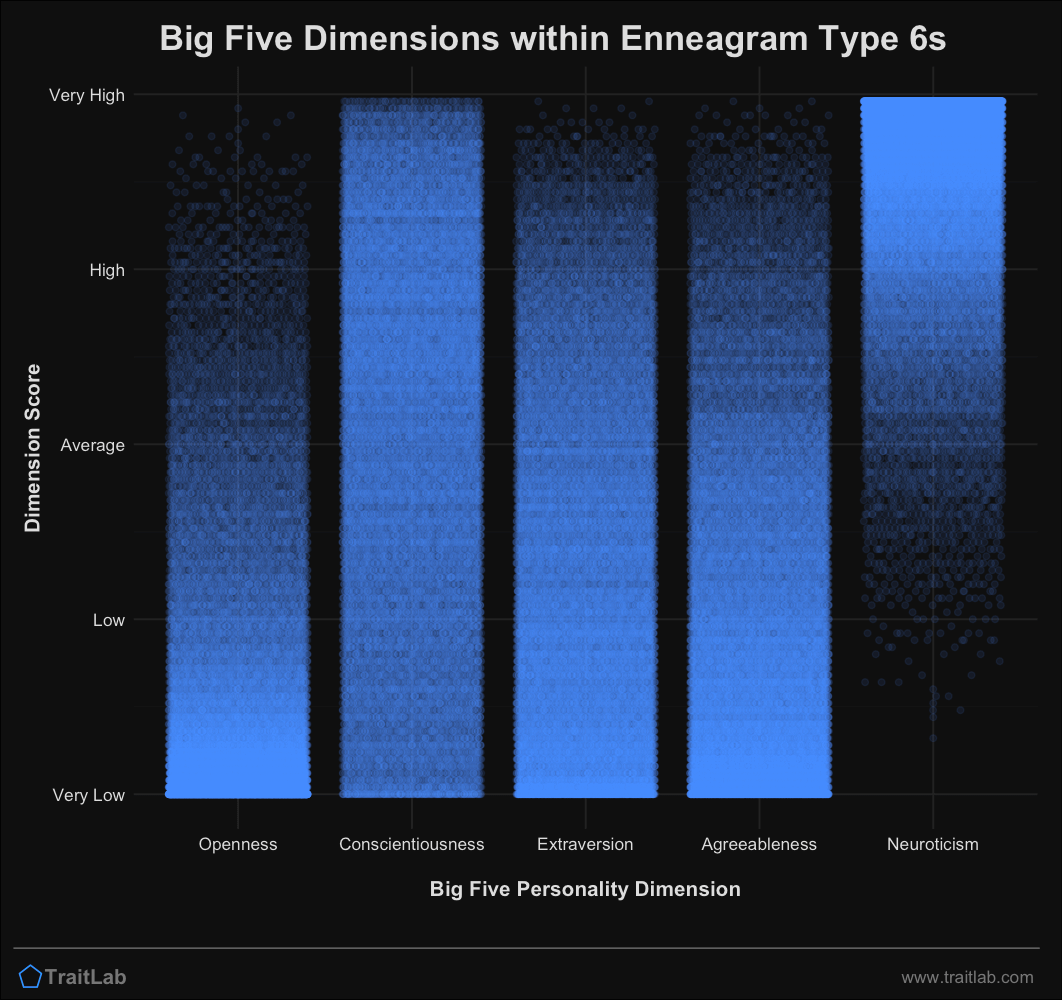 Big Five Dimensions within Enneagram Type 6s
Very High
High
Average
Low
Very Low
Dimension Score
Openness
Conscientiousness
Extraversion
Agreeableness
Neuroticism
Big Five Personality Dimension
TraitLab
www.traitlab.com